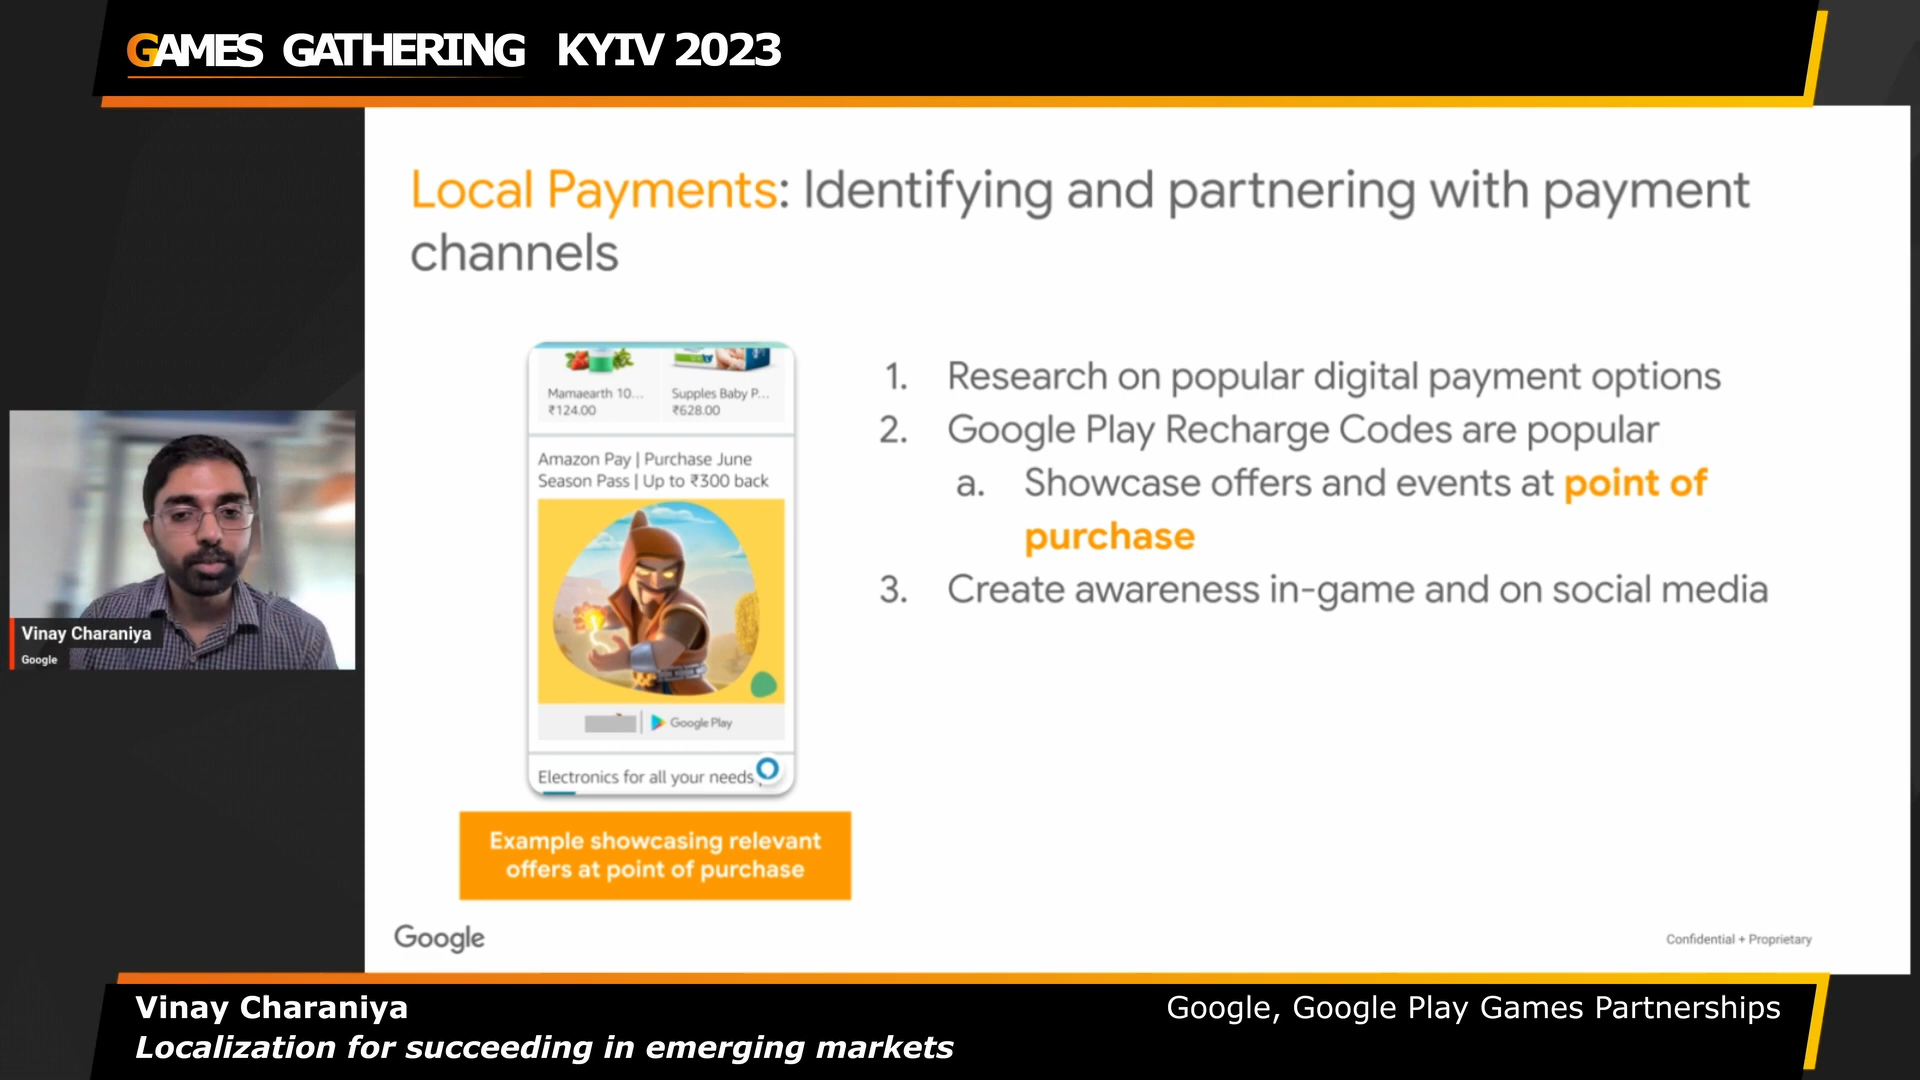 GAMES GATHERING KYIV 2023
Local Payments: Identifying and partnering with payment
channels
Mamaearth 10...
₹124.00
Supples Baby P...
₹628.00
Amazon Pay | Purchase June
Season Pass | Up to ₹300 back
Google Play
Electronics for all your needs
Example showcasing relevant
offers at point of purchase
1. Research on popular digital payment options
2. Google Play Recharge Codes are popular
a. Showcase offers and events at point of
purchase
3. Create awareness in-game and on social media
Vinay Charaniya
Google
Google
Confidential + Proprietary
Vinay Charaniya
Localization for succeeding in emerging markets
Google, Google Play Games Partnerships